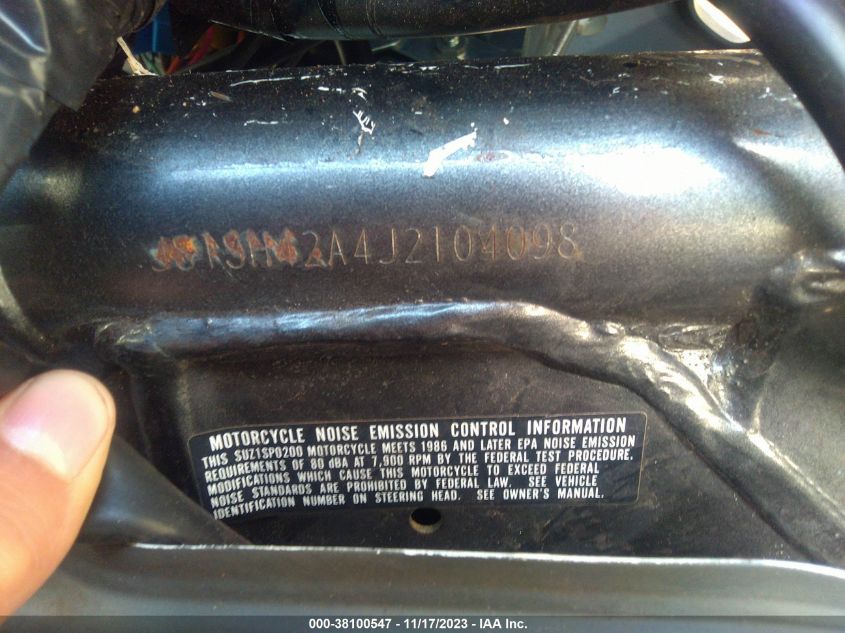 JS1SH42A4J2104098
MOTORCYCLE NOISE EMISSION CONTROL INFORMATION
THIS SUZ1SP0200 MOTORCYCLE MEETS 1986 AND LATER EPA NOISE EMISSION
REQUIREMENTS OF 80 dBA AT 7,900 RPM BY THE FEDERAL TEST PROCEDURE.
MODIFICATIONS WHICH CAUSE THIS MOTORCYCLE TO EXCEED FEDERAL
NOISE STANDARDS ARE PROHIBITED BY FEDERAL LAW. SEE VEHICLE
IDENTIFICATION NUMBER ON STEERING HEAD. SEE OWNER'S MANUAL.
000-38100547 - 11/17/2023 - IAA Inc.